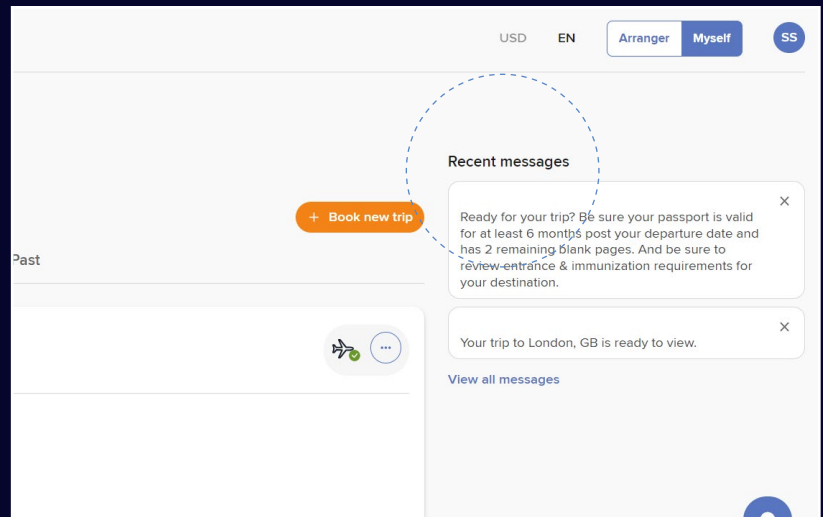 USD EN Arranger Myself SS
Recent messages
Ready for your trip? Be sure your passport is valid
for at least 6 months post your departure date and
has 2 remaining blank pages. And be sure to
review entrance & immunization requirements for
your destination.
+ Book new trip
Past
Your trip to London, GB is ready to view.
View all messages